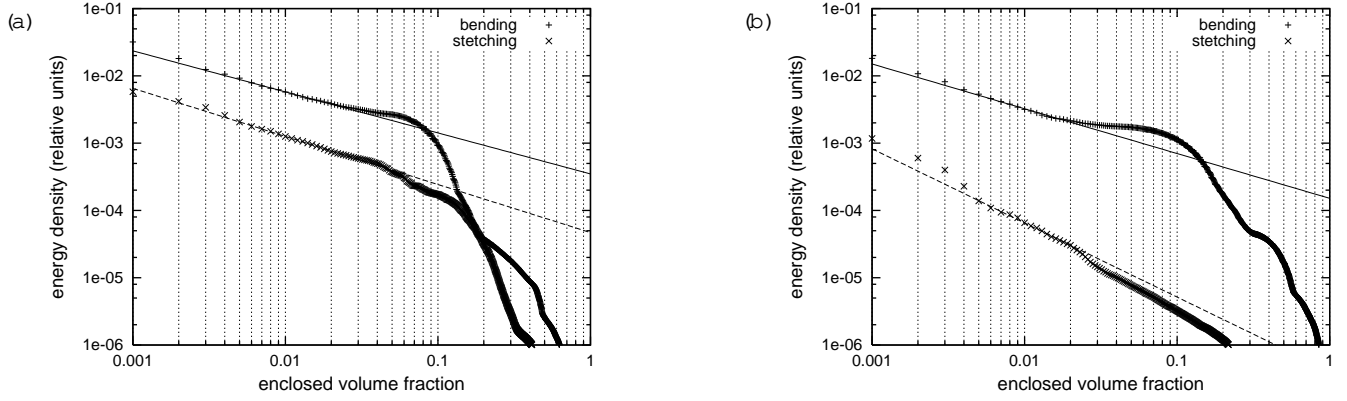 (a)
energy density (relative units)
1e-01
1e-02
1e-03
1e-04
1e-05
1e-06
bending
stetching
0.001
0.01
0.1
1
enclosed volume fraction
(b)
energy density (relative units)
1e-01
1e-02
1e-03
1e-04
1e-05
1e-06
bending
stetching
0.001
0.01
0.1
1
enclosed volume fraction